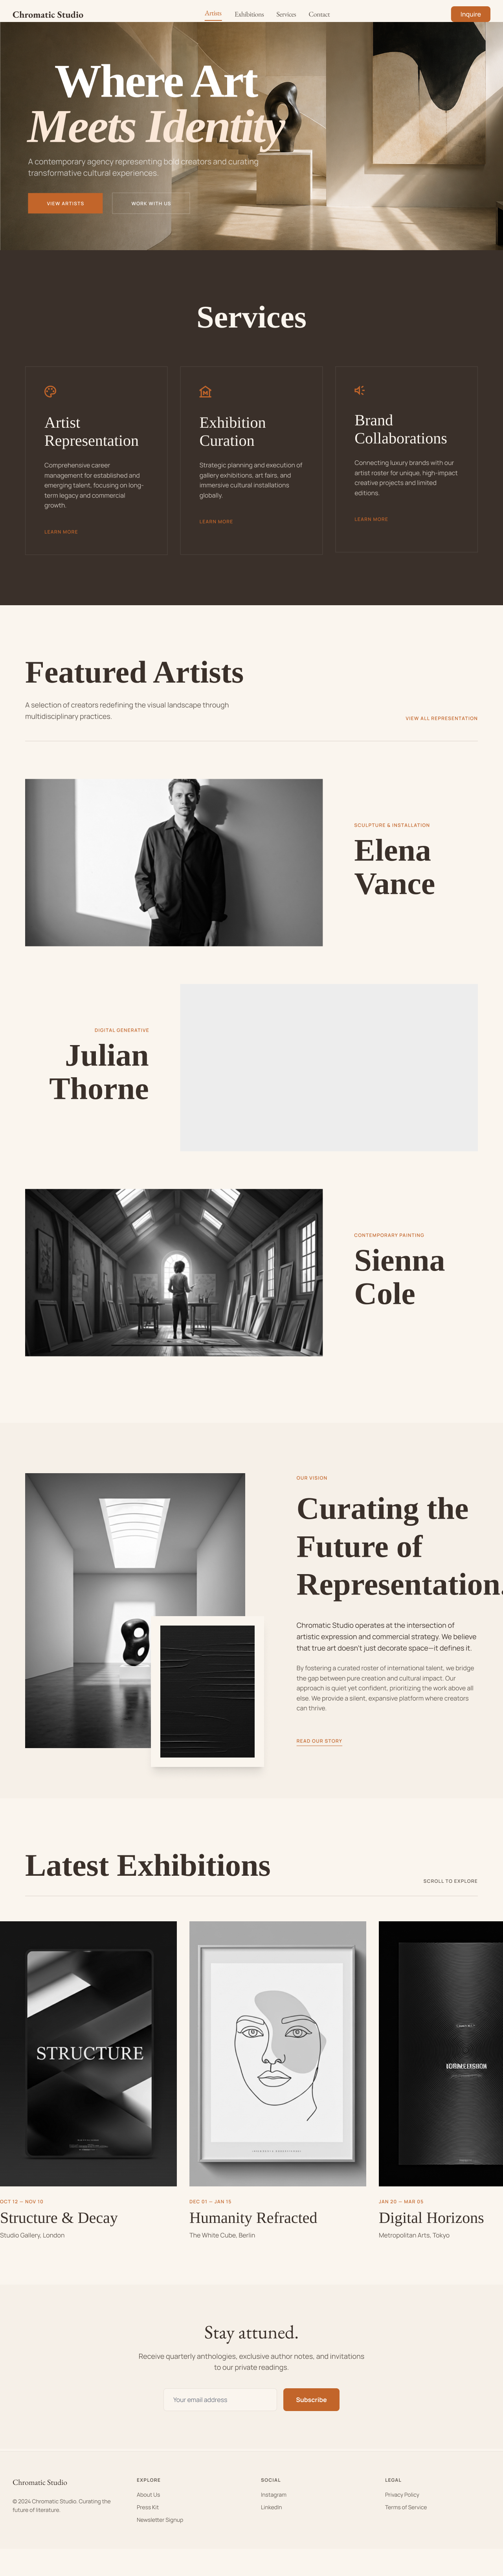 Chromatic Studio
Artists Exhibitions Services Contact
Inquire
Where Art
Meets Identity
A contemporary agency representing bold creators and curating
transformative cultural experiences.
VIEW ARTISTS
WORK WITH US
Services
Artist
Representation
Comprehensive career
management for established and
emerging talent, focusing on long-
term legacy and commercial
growth.
LEARN MORE
Exhibition
Curation
Strategic planning and execution of
gallery exhibitions, art fairs, and
immersive cultural installations
globally.
LEARN MORE
Brand
Collaborations
Connecting luxury brands with our
artist roster for unique, high-impact
creative projects and limited
editions.
LEARN MORE
Featured Artists
A selection of creators redefining the visual landscape through
multidisciplinary practices.
VIEW ALL REPRESENTATION
SCULPTURE & INSTALLATION
Elena
Vance
DIGITAL GENERATIVE
Julian
Thorne
CONTEMPORARY PAINTING
Sienna
Cole
OUR VISION
Curating the
Future of
Representation.
Chromatic Studio operates at the intersection of
artistic expression and commercial strategy. We believe
that true art doesn't just decorate space—it defines it.
By fostering a curated roster of international talent, we bridge
the gap between pure creation and cultural impact. Our
approach is quiet yet confident, prioritizing the work above all
else. We provide a silent, expansive platform where creators
can thrive.
READ OUR STORY
Latest Exhibitions
SCROLL TO EXPLORE
STRUCTURE
OCT 12 — NOV 10
Structure & Decay
Studio Gallery, London
DEC 01 — JAN 15
Humanity Refracted
The White Cube, Berlin
JAN 20 — MAR 05
Digital Horizons
Metropolitan Arts, Tokyo
Stay attuned.
Receive quarterly anthologies, exclusive author notes, and invitations
to our private readings.
Your email address
Subscribe
Chromatic Studio
© 2024 Chromatic Studio. Curating the
future of literature.
EXPLORE
About Us
Press Kit
Newsletter Signup
SOCIAL
Instagram
LinkedIn
LEGAL
Privacy Policy
Terms of Service